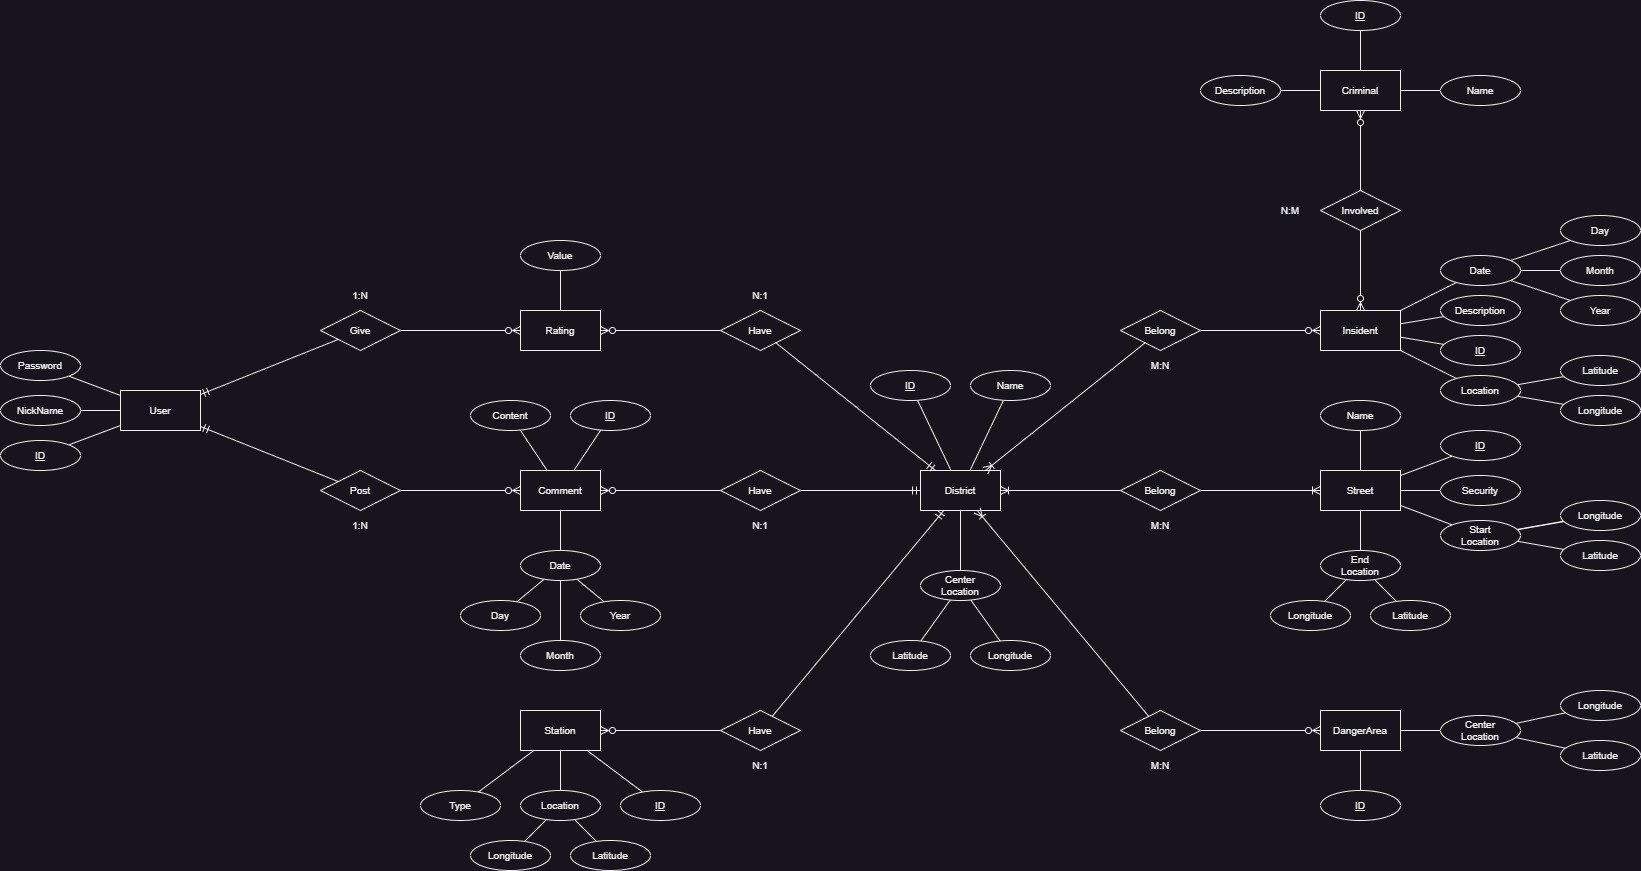 ID
Description
Criminal
Name
N:M
Involved
Day
Date
Month
Value
1:N
N:1
Description
Year
Give
Rating
Have
Belong
Insident
ID
Password
M:N
Latitude
ID
Name
Location
NickName
User
Content
ID
Name
Longitude
ID
ID
Post
Comment
Have
District
Belong
Street
Security
1:N
N:1
M:N
Longitude
Start
Location
Date
End
Location
Latitude
Center
Location
Day
Year
Longitude
Latitude
Month
Latitude
Longitude
Longitude
Station
Have
Belong
DangerArea
Center
Location
Latitude
N:1
M:N
Type
Location
ID
ID
Longitude
Latitude